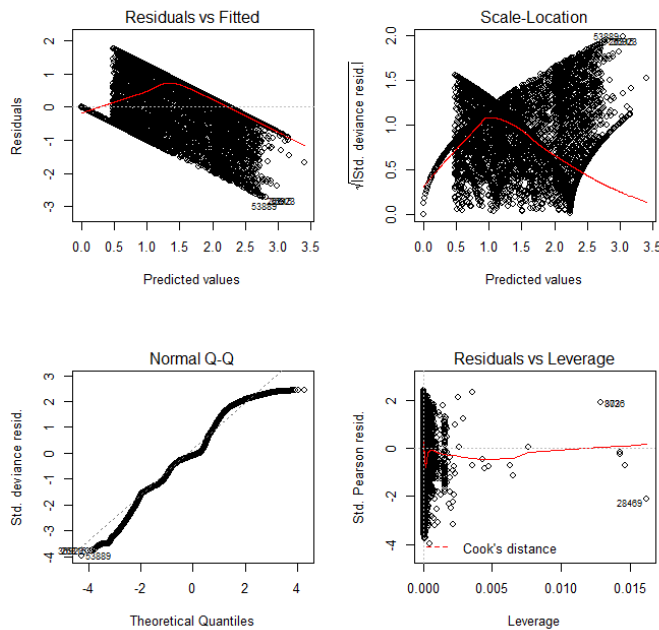 Residuals vs Fitted
Residuals
1
0
-1
-2
-3
53889
0.0 0.5 1.0 1.5 2.0 2.5 3.0 3.5
Predicted values
Scale-Location
√|Std. deviance resid.|
2.0
1.5
1.0
0.5
0.0
53889
0.0 0.5 1.0 1.5 2.0 2.5 3.0 3.5
Predicted values
Normal Q-Q
Std. deviance resid.
3
2
1
0
-1
-2
-3
-4
53889
-4 -2 0 2 4
Theoretical Quantiles
Residuals vs Leverage
Std. Pearson resid.
4
2
0
-2
-4
28469
Cook's distance
0.000 0.005 0.010 0.015
Leverage